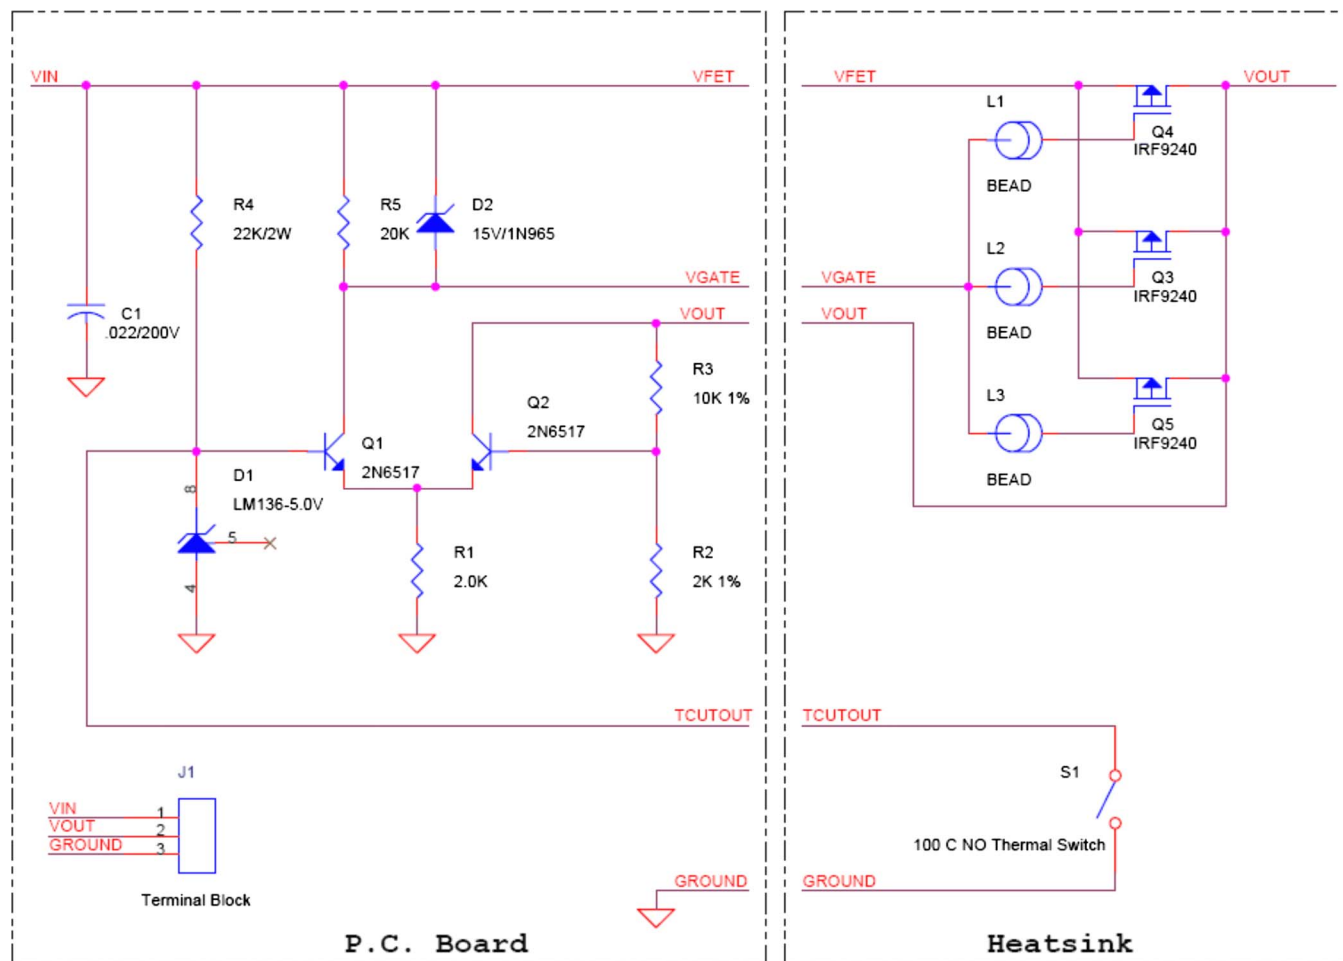 VIN
VFET
VFET
VOUT
L1
Q4
IRF9240
BEAD
R4
22K/2W
R5
20K
D2
15V/1N965
L2
VGATE
VGATE
Q3
IRF9240
C1
.022/200V
VOUT
VOUT
BEAD
R3
10K 1%
Q2
2N6517
L3
Q5
IRF9240
Q1
2N6517
D1
LM136-5.0V
8
5
4
BEAD
R1
2.0K
R2
2K 1%
TCUTOUT
TCUTOUT
J1
S1
VIN 1
VOUT 2
GROUND 3
100 C NO Thermal Switch
GROUND
GROUND
Terminal Block
P.C. Board
Heatsink